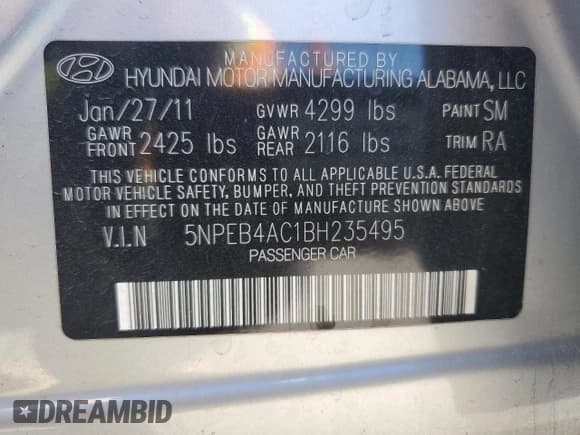 MANUFACTURED BY
HYUNDAI MOTOR MANUFACTURING ALABAMA, LLC
Jan/27/11 GVWR 4299 lbs PAINT SM
GAWR FRONT 2425 lbs GAWR REAR 2116 lbs TRIM RA
THIS VEHICLE CONFORMS TO ALL APPLICABLE U.S.A. FEDERAL
MOTOR VEHICLE SAFETY, BUMPER, AND THEFT PREVENTION STANDARDS
IN EFFECT ON THE DATE OF MANUFACTURE SHOWN ABOVE
V.I.N 5NPEB4AC1BH235495
PASSENGER CAR
DREAMBID